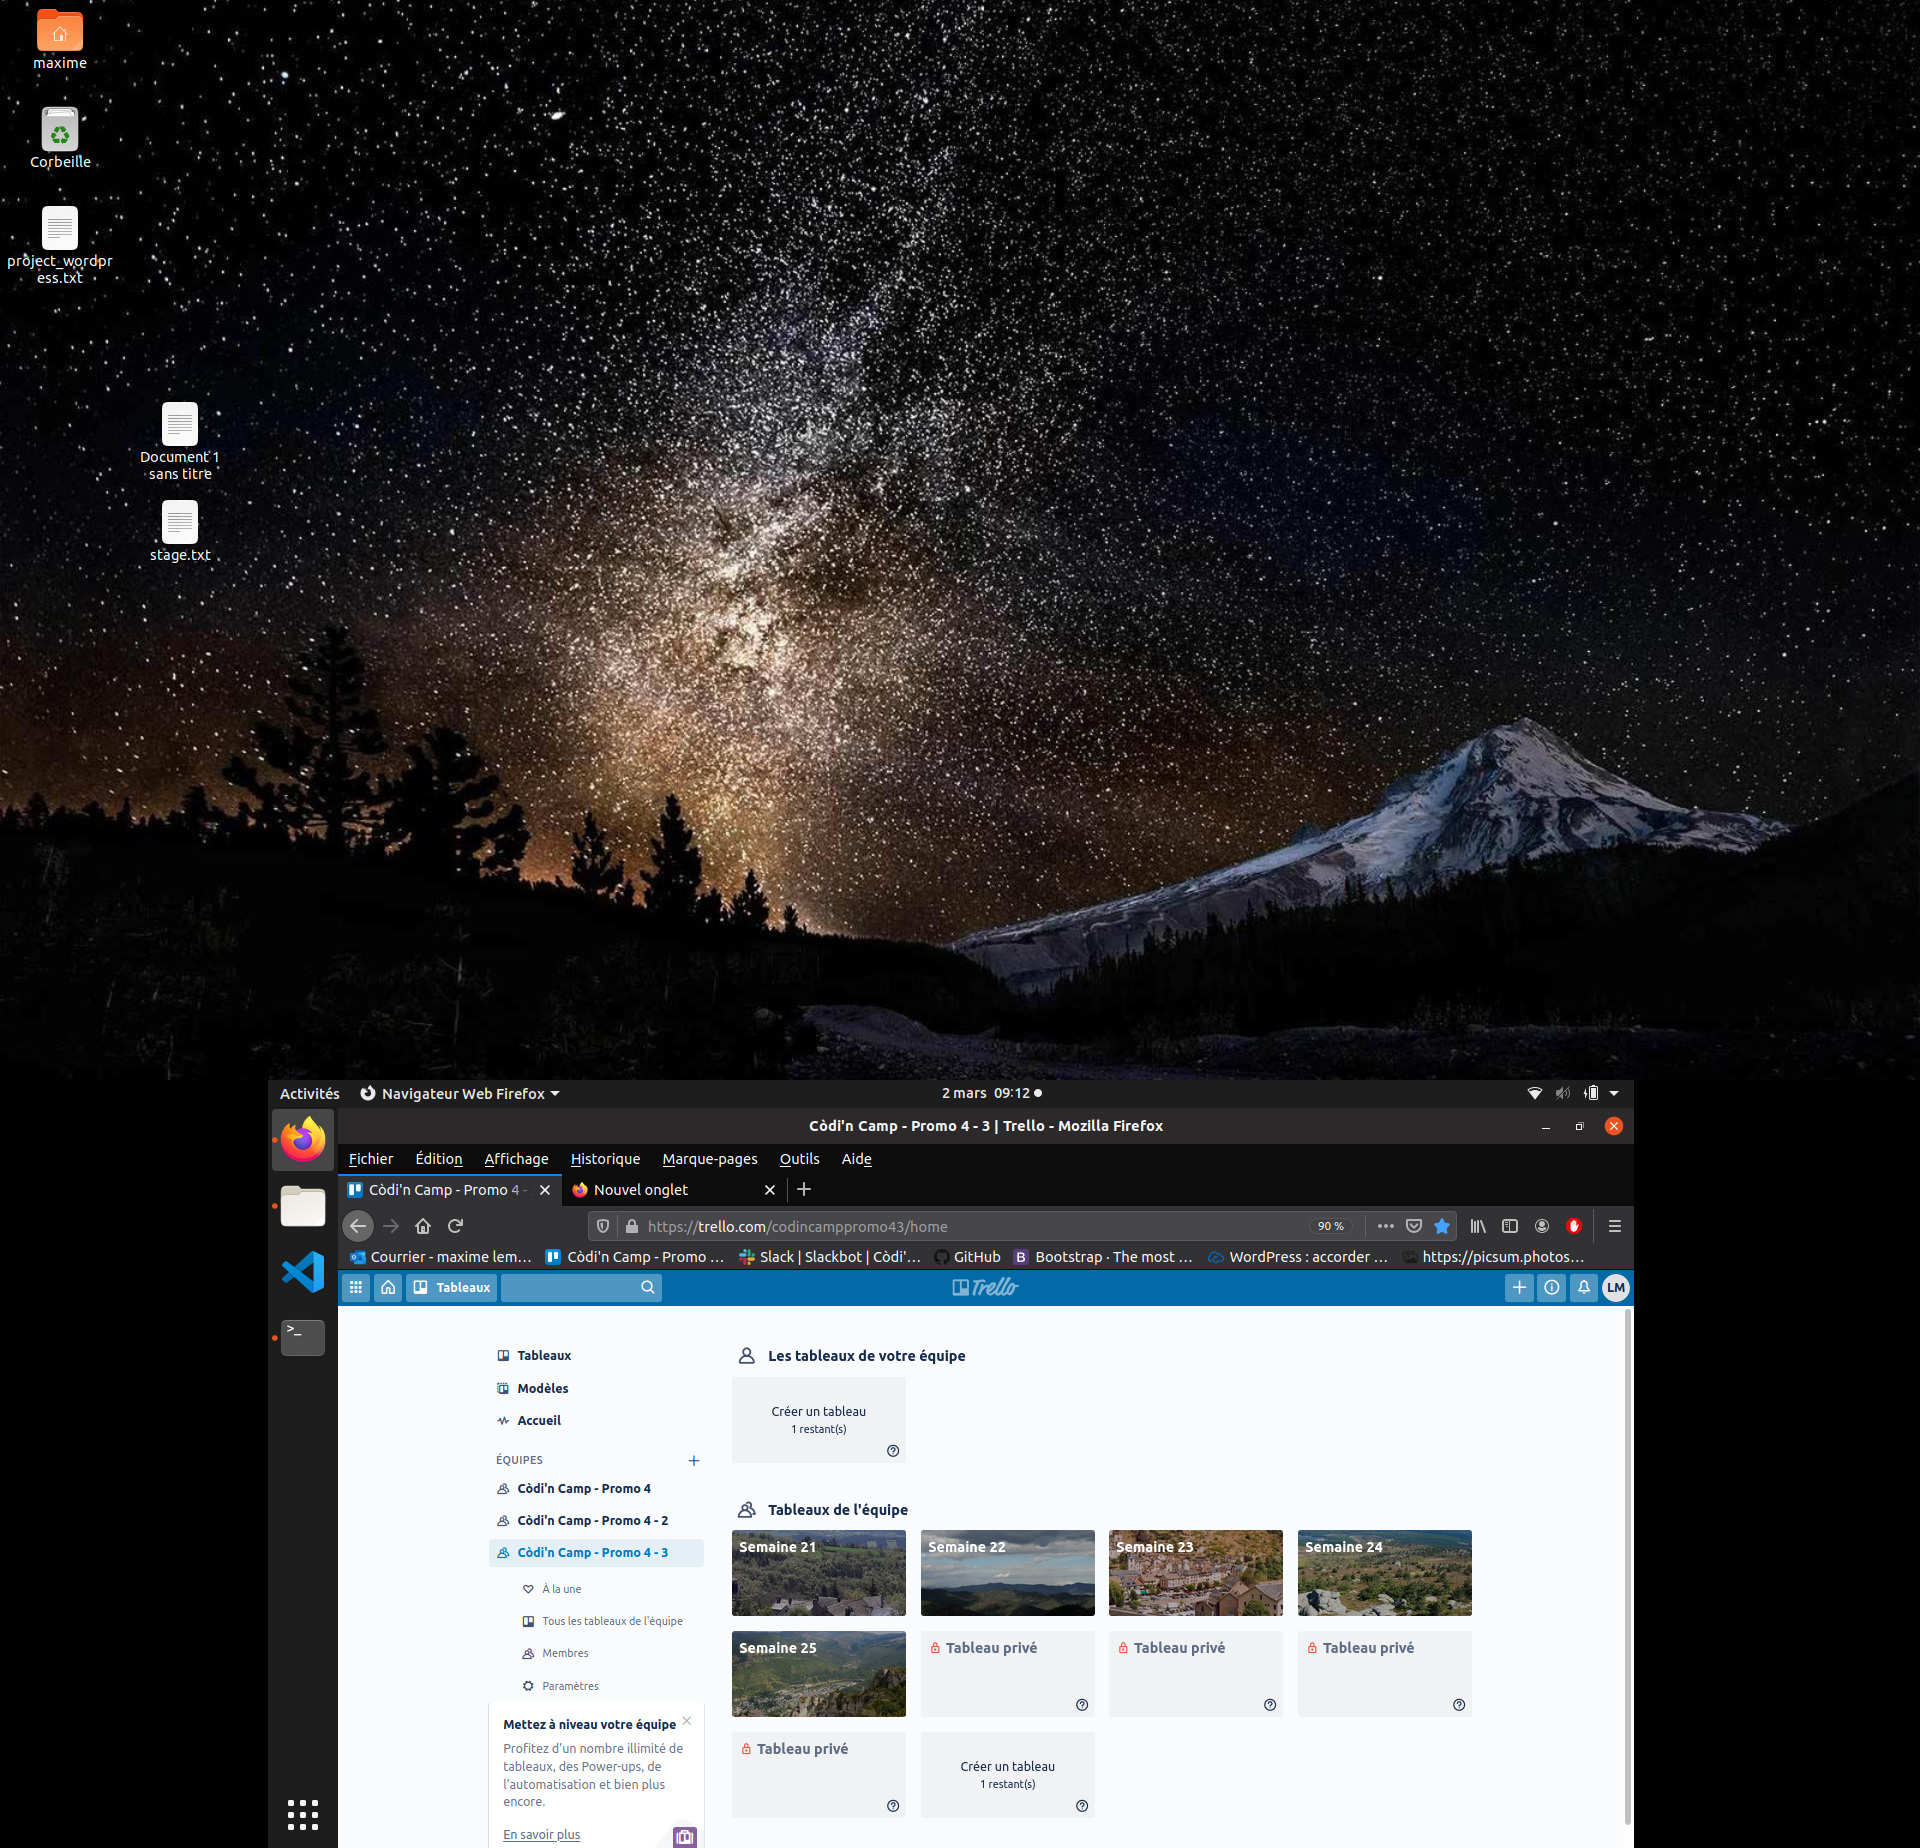 maxime
Corbeille
project_wordpr
ess.txt
Document 1
sans titre
stage.txt
Activités
Navigateur Web Firefox
2 mars 09:12
Còdi'n Camp - Promo 4 - 3 | Trello - Mozilla Firefox
Fichier Édition Affichage Historique Marque-pages Outils Aide
Còdi'n Camp - Promo 4 -
Nouvel onglet
https://trello.com/codincamppromo43/home
90 %
Courrier - maxime lem…
Còdi'n Camp - Promo …
Slack | Slackbot | Còdi'…
GitHub
B Bootstrap · The most …
WordPress : accorder …
https://picsum.photos…
Tableaux
Trello
LM
Tableaux
Modèles
Accueil
ÉQUIPES
Còdi'n Camp - Promo 4
Còdi'n Camp - Promo 4 - 2
Còdi'n Camp - Promo 4 - 3
À la une
Tous les tableaux de l'équipe
Membres
Paramètres
Mettez à niveau votre équipe
Profitez d'un nombre illimité de
tableaux, des Power-ups, de
l'automatisation et bien plus
encore.
En savoir plus
Les tableaux de votre équipe
Créer un tableau
1 restant(s)
Tableaux de l'équipe
Semaine 21
Semaine 22
Semaine 23
Semaine 24
Semaine 25
Tableau privé
Tableau privé
Tableau privé
Tableau privé
Créer un tableau
1 restant(s)